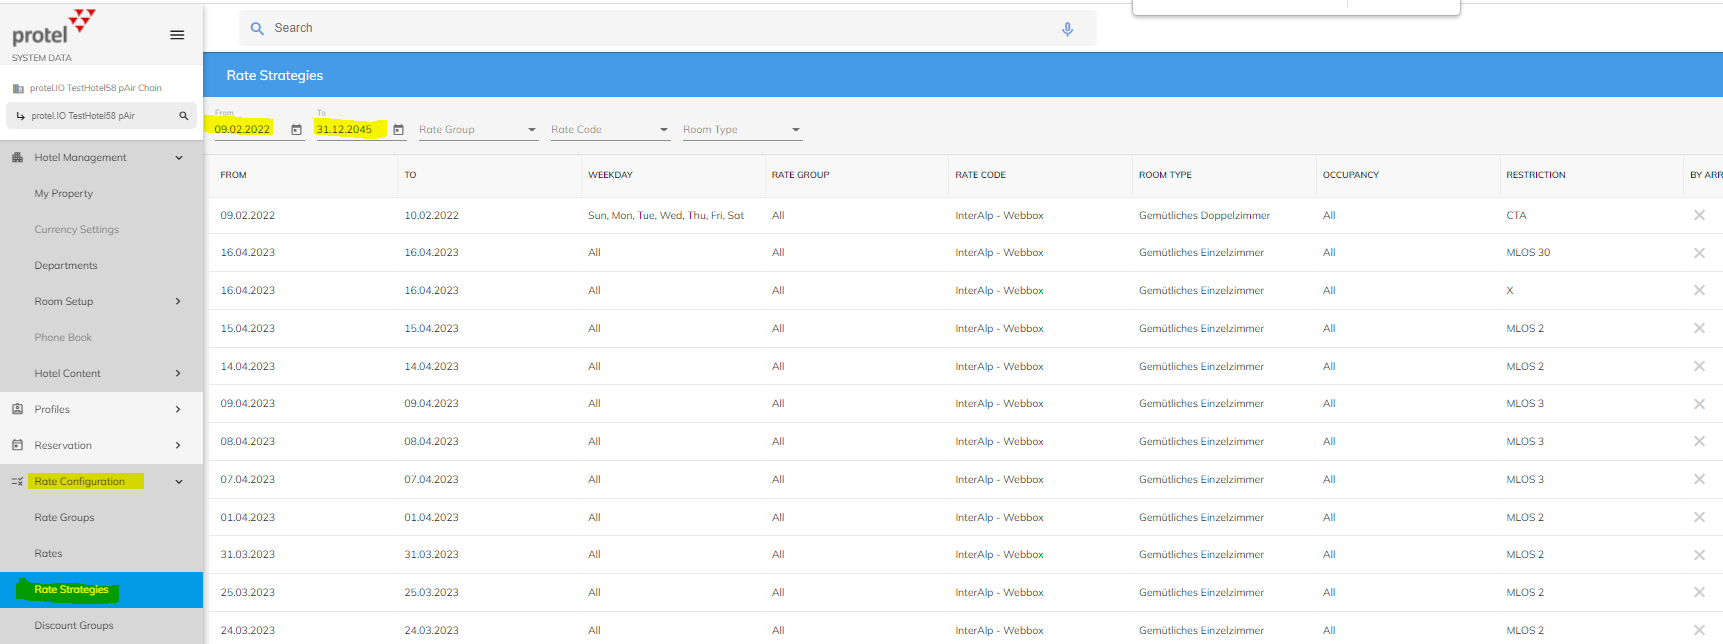 protel
SYSTEM DATA
protel.IO TestHotel58 pAir Chain
protel.IO TestHotel58 pAir
Hotel Management
My Property
Currency Settings
Departments
Room Setup
Phone Book
Hotel Content
Profiles
Reservation
Rate Configuration
Rate Groups
Rates
Rate Strategies
Discount Groups
Search
Rate Strategies
From To
09.02.2022 31.12.2045 Rate Group Rate Code Room Type
FROM TO WEEKDAY RATE GROUP RATE CODE ROOM TYPE OCCUPANCY RESTRICTION BY ARR
09.02.2022 10.02.2022 Sun, Mon, Tue, Wed, Thu, Fri, Sat All InterAlp - Webbox Gemütliches Doppelzimmer All CTA
16.04.2023 16.04.2023 All All InterAlp - Webbox Gemütliches Einzelzimmer All MLOS 30
16.04.2023 16.04.2023 All All InterAlp - Webbox Gemütliches Einzelzimmer All X
15.04.2023 15.04.2023 All All InterAlp - Webbox Gemütliches Einzelzimmer All MLOS 2
14.04.2023 14.04.2023 All All InterAlp - Webbox Gemütliches Einzelzimmer All MLOS 2
09.04.2023 09.04.2023 All All InterAlp - Webbox Gemütliches Einzelzimmer All MLOS 3
08.04.2023 08.04.2023 All All InterAlp - Webbox Gemütliches Einzelzimmer All MLOS 3
07.04.2023 07.04.2023 All All InterAlp - Webbox Gemütliches Einzelzimmer All MLOS 3
01.04.2023 01.04.2023 All All InterAlp - Webbox Gemütliches Einzelzimmer All MLOS 2
31.03.2023 31.03.2023 All All InterAlp - Webbox Gemütliches Einzelzimmer All MLOS 2
25.03.2023 25.03.2023 All All InterAlp - Webbox Gemütliches Einzelzimmer All MLOS 2
24.03.2023 24.03.2023 All All InterAlp - Webbox Gemütliches Einzelzimmer All MLOS 2